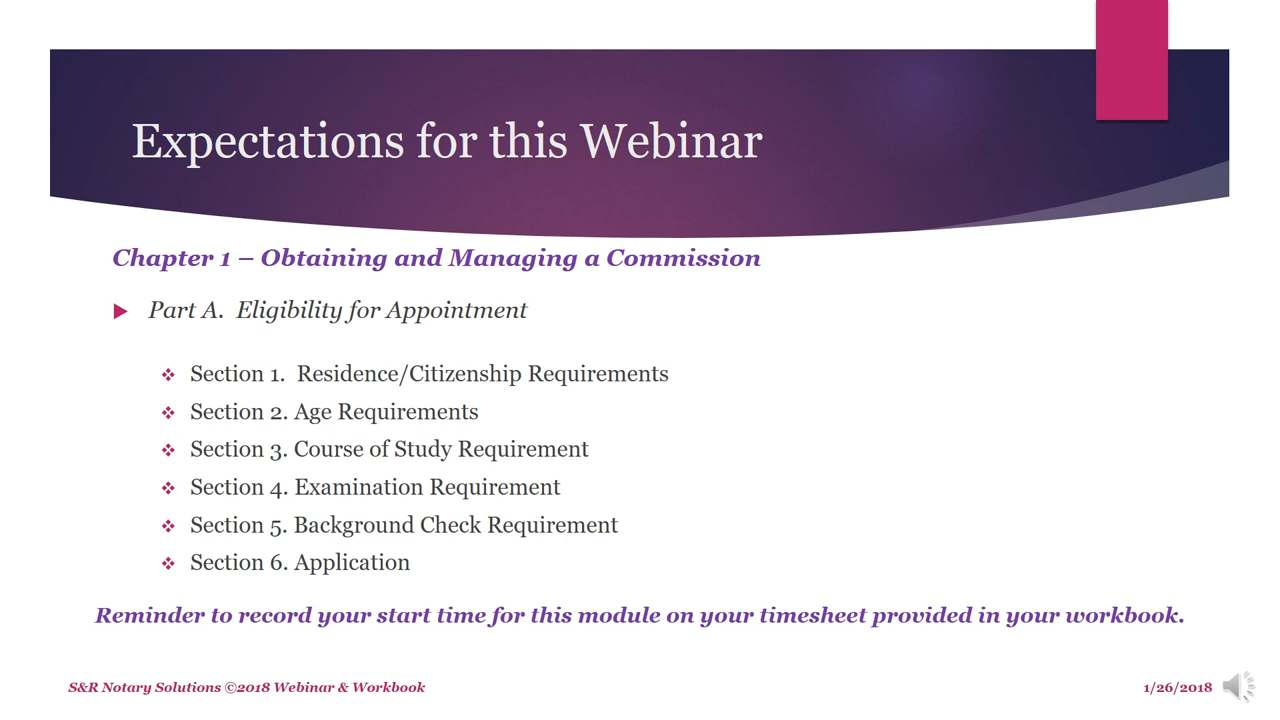 Expectations for this Webinar
Chapter 1 – Obtaining and Managing a Commission
Part A.  Eligibility for Appointment
Section 1.  Residence/Citizenship Requirements
Section 2. Age Requirements
Section 3. Course of Study Requirement
Section 4. Examination Requirement
Section 5. Background Check Requirement
Section 6. Application
Reminder to record your start time for this module on your timesheet provided in your workbook.
S&R Notary Solutions ©2018 Webinar & Workbook
1/26/2018